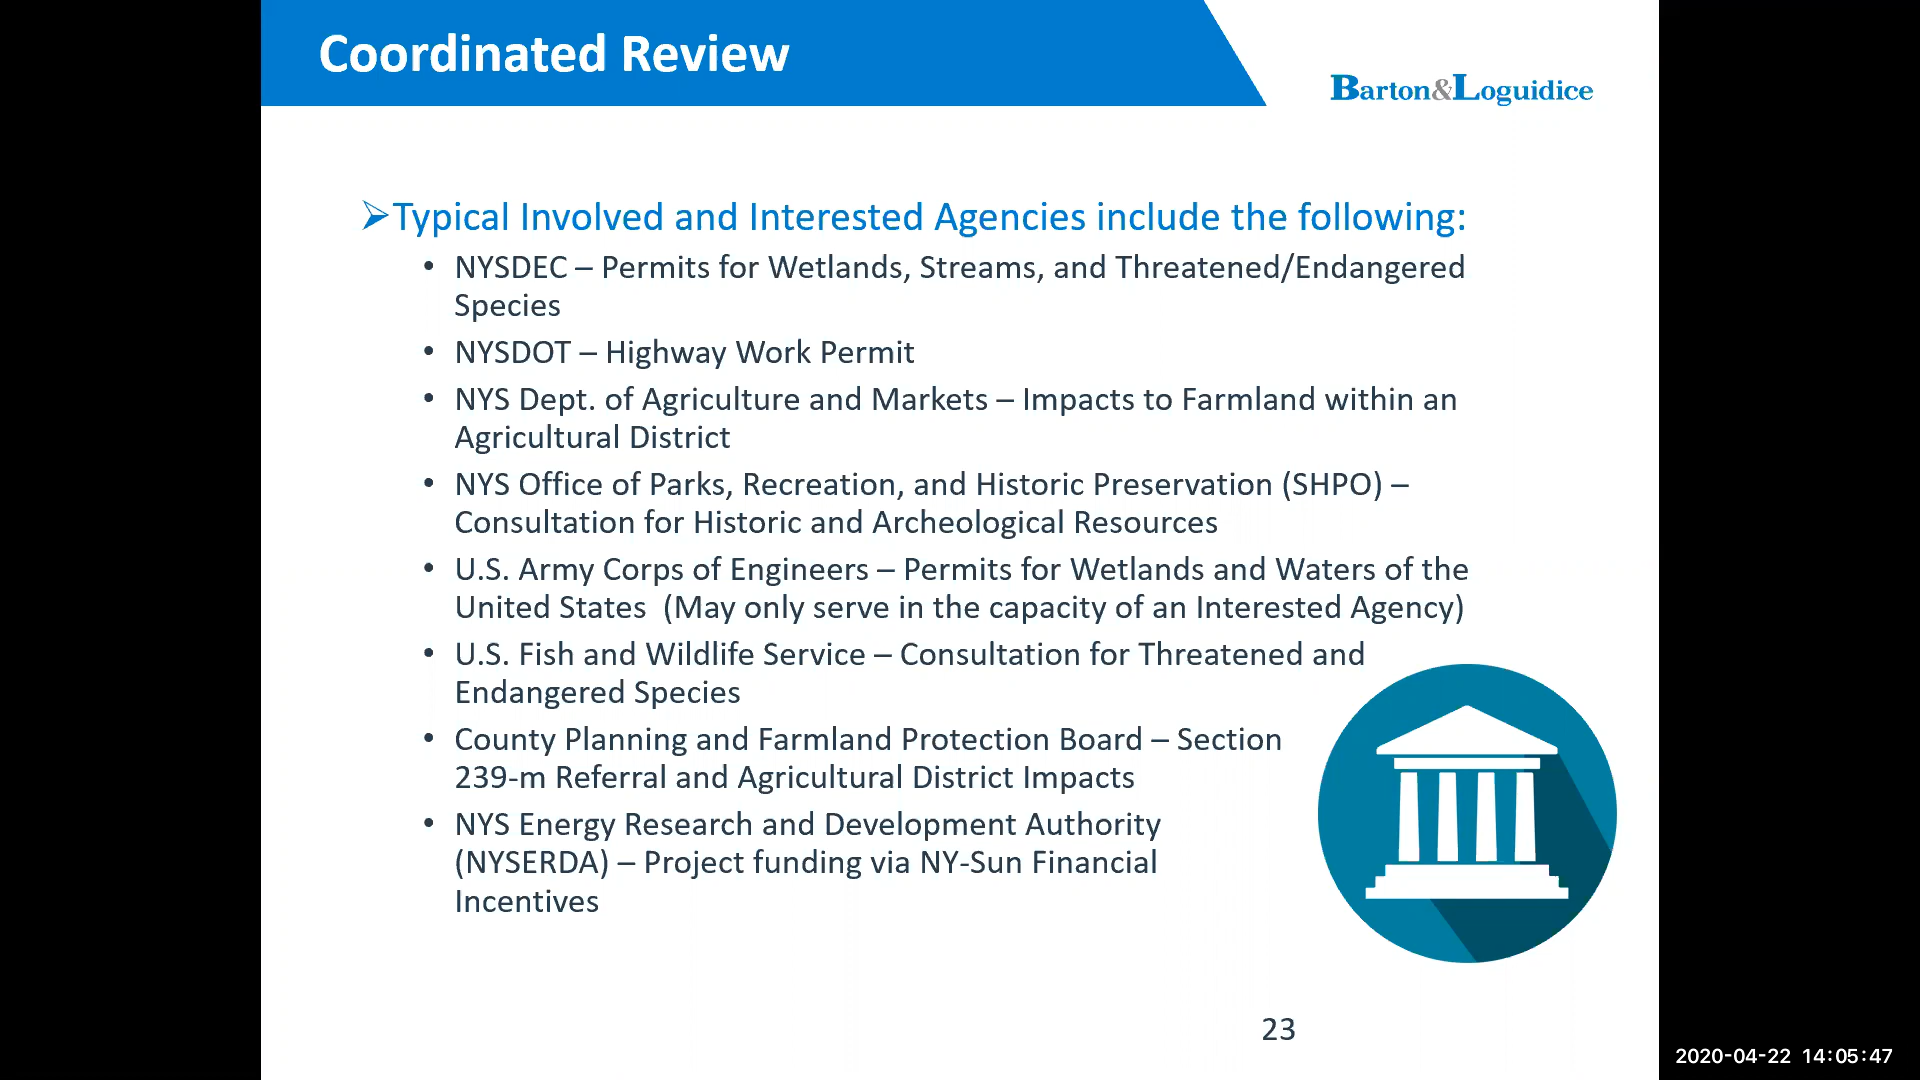 Coordinated Review
Barton&Loguidice
Typical Involved and Interested Agencies include the following:
• NYSDEC – Permits for Wetlands, Streams, and Threatened/Endangered
Species
• NYSDOT – Highway Work Permit
• NYS Dept. of Agriculture and Markets – Impacts to Farmland within an
Agricultural District
• NYS Office of Parks, Recreation, and Historic Preservation (SHPO) –
Consultation for Historic and Archeological Resources
• U.S. Army Corps of Engineers – Permits for Wetlands and Waters of the
United States  (May only serve in the capacity of an Interested Agency)
• U.S. Fish and Wildlife Service – Consultation for Threatened and
Endangered Species
• County Planning and Farmland Protection Board – Section
239-m Referral and Agricultural District Impacts
• NYS Energy Research and Development Authority
(NYSERDA) – Project funding via NY-Sun Financial
Incentives
23
2020-04-22 14:05:47